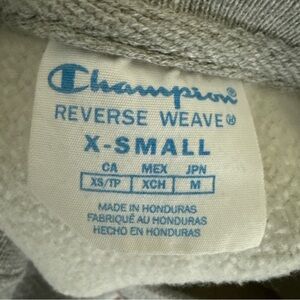 Champion
REVERSE WEAVE®
X-SMALL
CA MEX JPN
XS/TP XCH M
MADE IN HONDURAS
FABRIQUÉ AU HONDURAS
HECHO EN HONDURAS